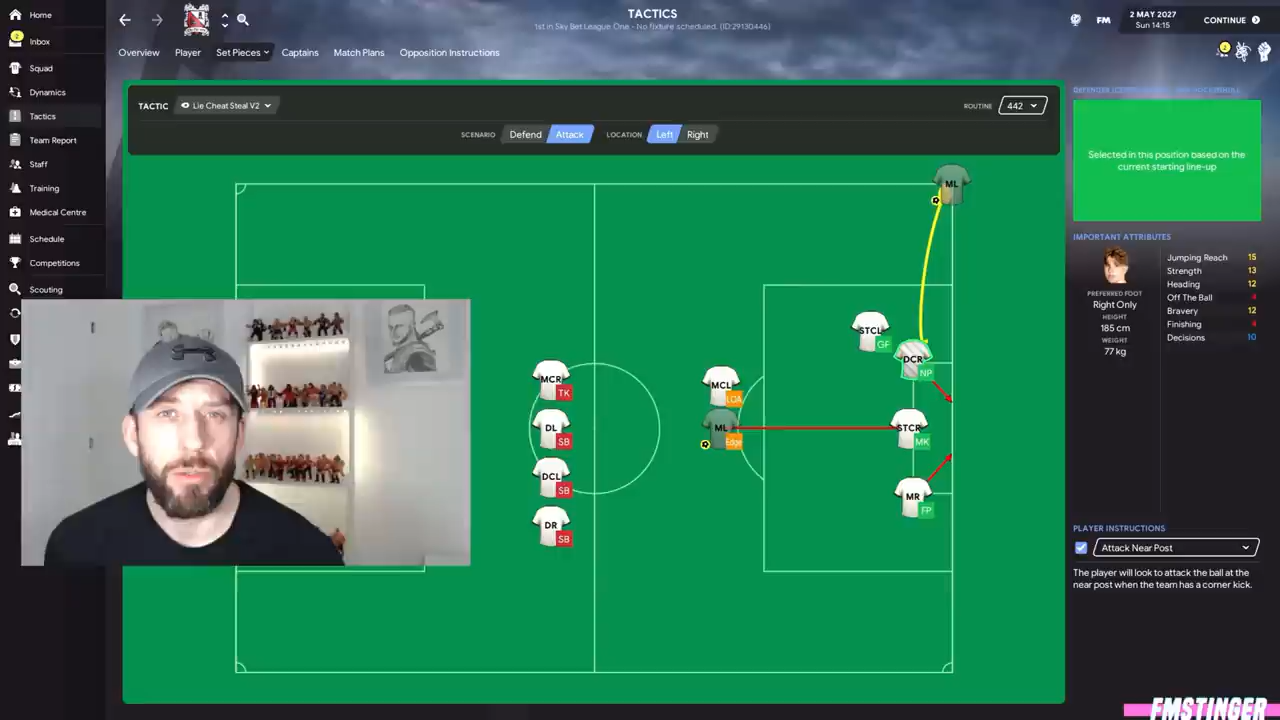 Home
2
Inbox
Squad
Dynamics
Tactics
Team Report
Staff
Training
Medical Centre
Schedule
Competitions
Scouting
TACTICS
1st in Sky Bet League One - No fixture scheduled. (ID:29130446)
FM
2 MAY 2027
Sun 14:15
CONTINUE
2
Overview
Player
Set Pieces
Captains
Match Plans
Opposition Instructions
TACTIC
Lie Cheat Steal V2
ROUTINE
442
SCENARIO
Defend
Attack
LOCATION
Left
Right
ML
STCL
GF
DCR
NP
MCR
TK
MCL
LOA
DL
SB
ML
Edge
STCR
MK
DCL
SB
MR
FP
DR
SB
Selected in this position based on the
current starting line-up
IMPORTANT ATTRIBUTES
PREFERRED FOOT
Right Only
HEIGHT
185 cm
WEIGHT
77 kg
Jumping Reach 15
Strength 13
Heading 12
Off The Ball
Bravery 12
Finishing
Decisions 10
PLAYER INSTRUCTIONS
Attack Near Post
The player will look to attack the ball at the
near post when the team has a corner kick.
FMSTINGER